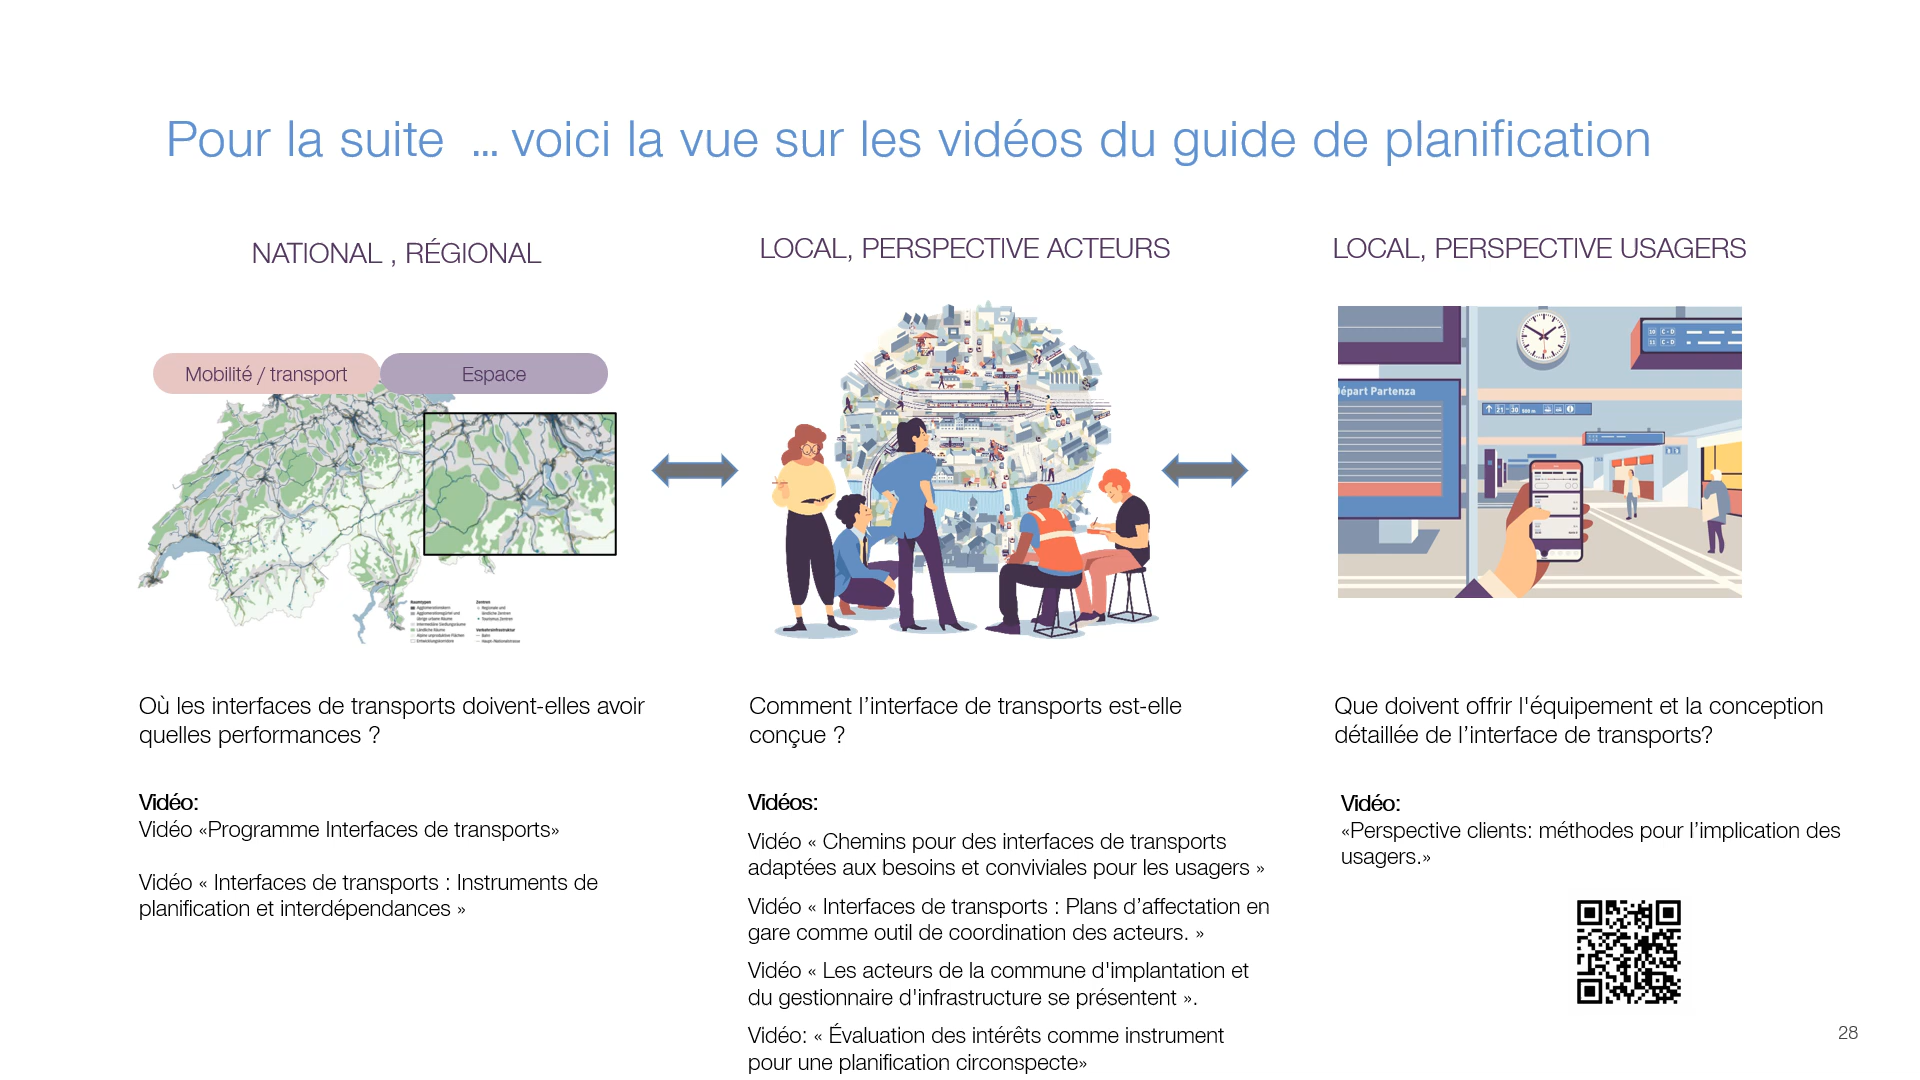 Pour la suite ... voici la vue sur les vidéos du guide de planification
NATIONAL , RÉGIONAL
Mobilité / transport
Espace
Où les interfaces de transports doivent-elles avoir
quelles performances ?
Vidéo:
Vidéo «Programme Interfaces de transports»
Vidéo « Interfaces de transports : Instruments de
planification et interdépendances »
LOCAL, PERSPECTIVE ACTEURS
Comment l’interface de transports est-elle
conçue ?
Vidéos:
Vidéo « Chemins pour des interfaces de transports
adaptées aux besoins et conviviales pour les usagers »
Vidéo « Interfaces de transports : Plans d’affectation en
gare comme outil de coordination des acteurs. »
Vidéo « Les acteurs de la commune d'implantation et
du gestionnaire d'infrastructure se présentent ».
Vidéo: « Évaluation des intérêts comme instrument
pour une planification circonspecte»
LOCAL, PERSPECTIVE USAGERS
Départ Partenza
Que doivent offrir l'équipement et la conception
détaillée de l’interface de transports?
Vidéo:
«Perspective clients: méthodes pour l’implication des
usagers.»
28